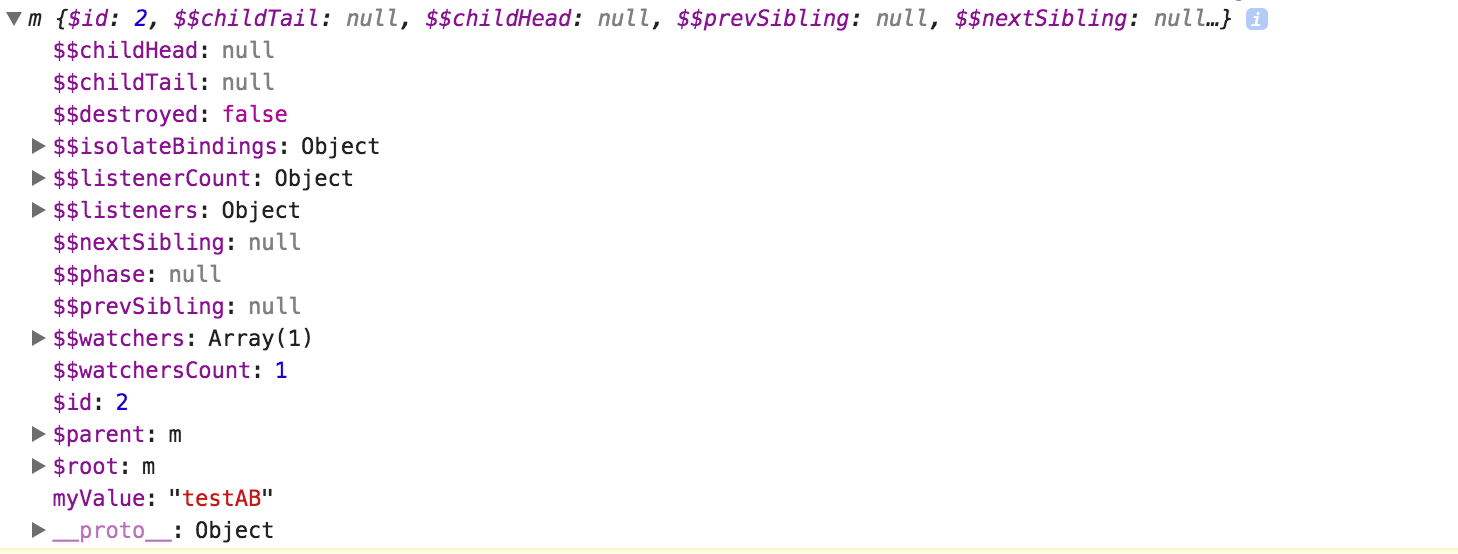 m {$id: 2, $$childTail: null, $$childHead: null, $$prevSibling: null, $$nextSibling: null…} i
$$childHead: null
$$childTail: null
$$destroyed: false
$$isolateBindings: Object
$$listenerCount: Object
$$listeners: Object
$$nextSibling: null
$$phase: null
$$prevSibling: null
$$watchers: Array(1)
$$watchersCount: 1
$id: 2
$parent: m
$root: m
myValue: "testAB"
__proto__: Object